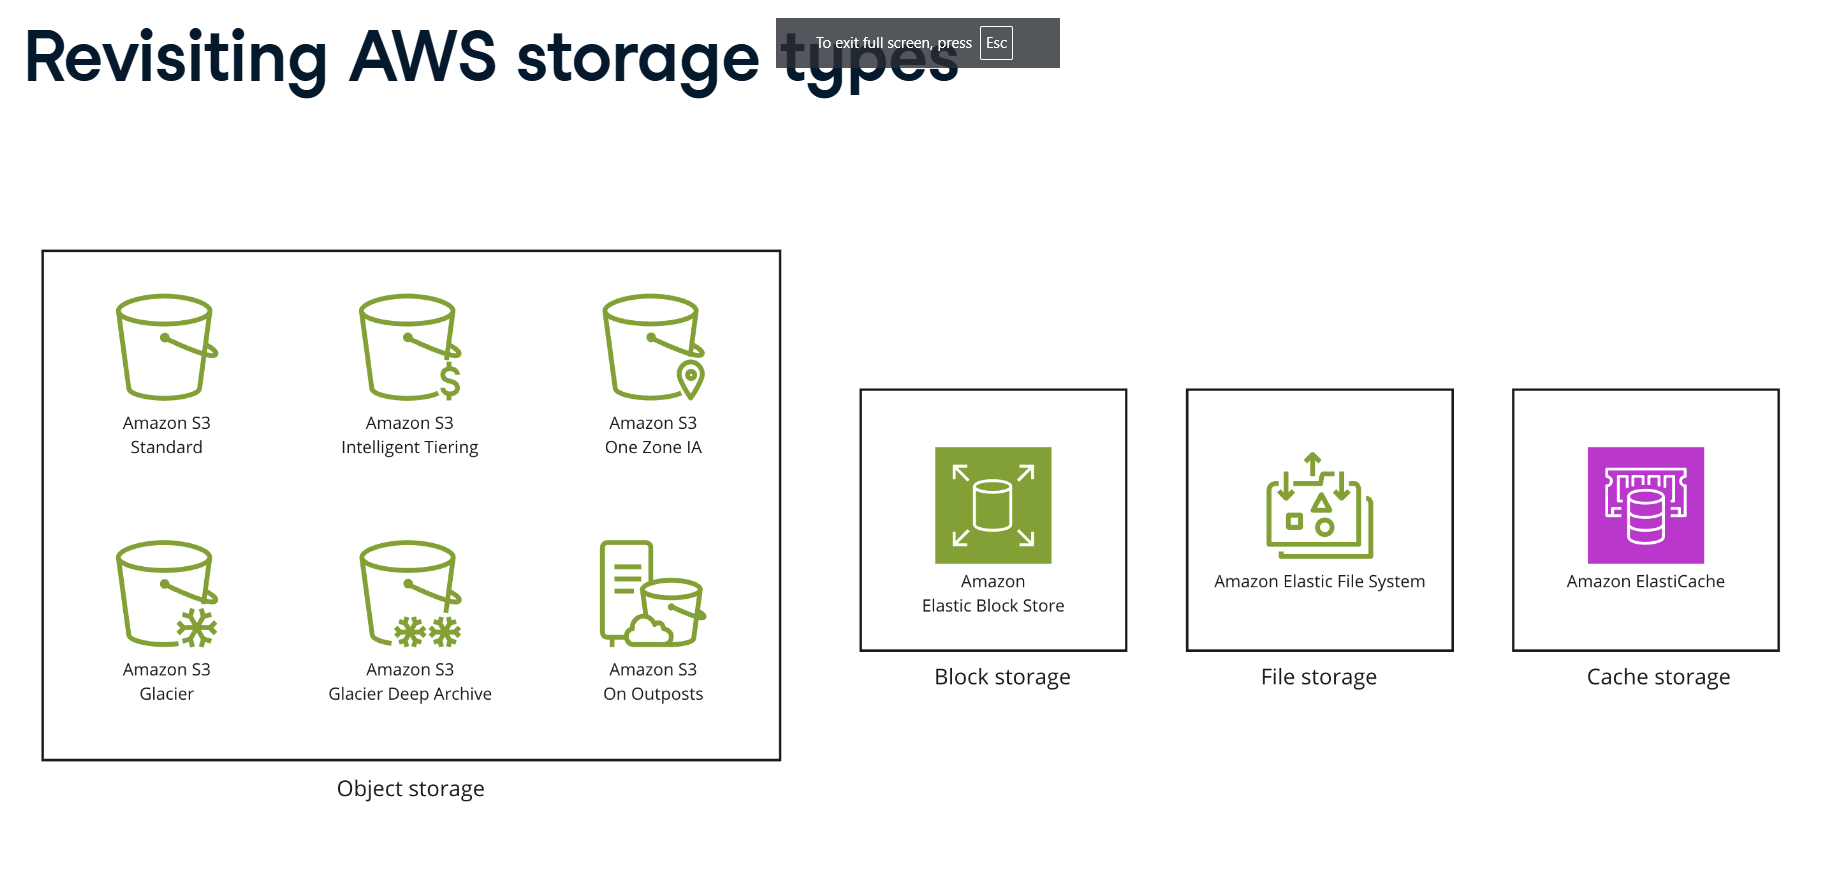 Revisiting AWS storage types
To exit full screen, press Esc
Amazon S3
Standard
Amazon S3
Intelligent Tiering
Amazon S3
One Zone IA
Amazon S3
Glacier
Amazon S3
Glacier Deep Archive
Amazon S3
On Outposts
Object storage
Amazon
Elastic Block Store
Block storage
Amazon Elastic File System
File storage
Amazon ElastiCache
Cache storage